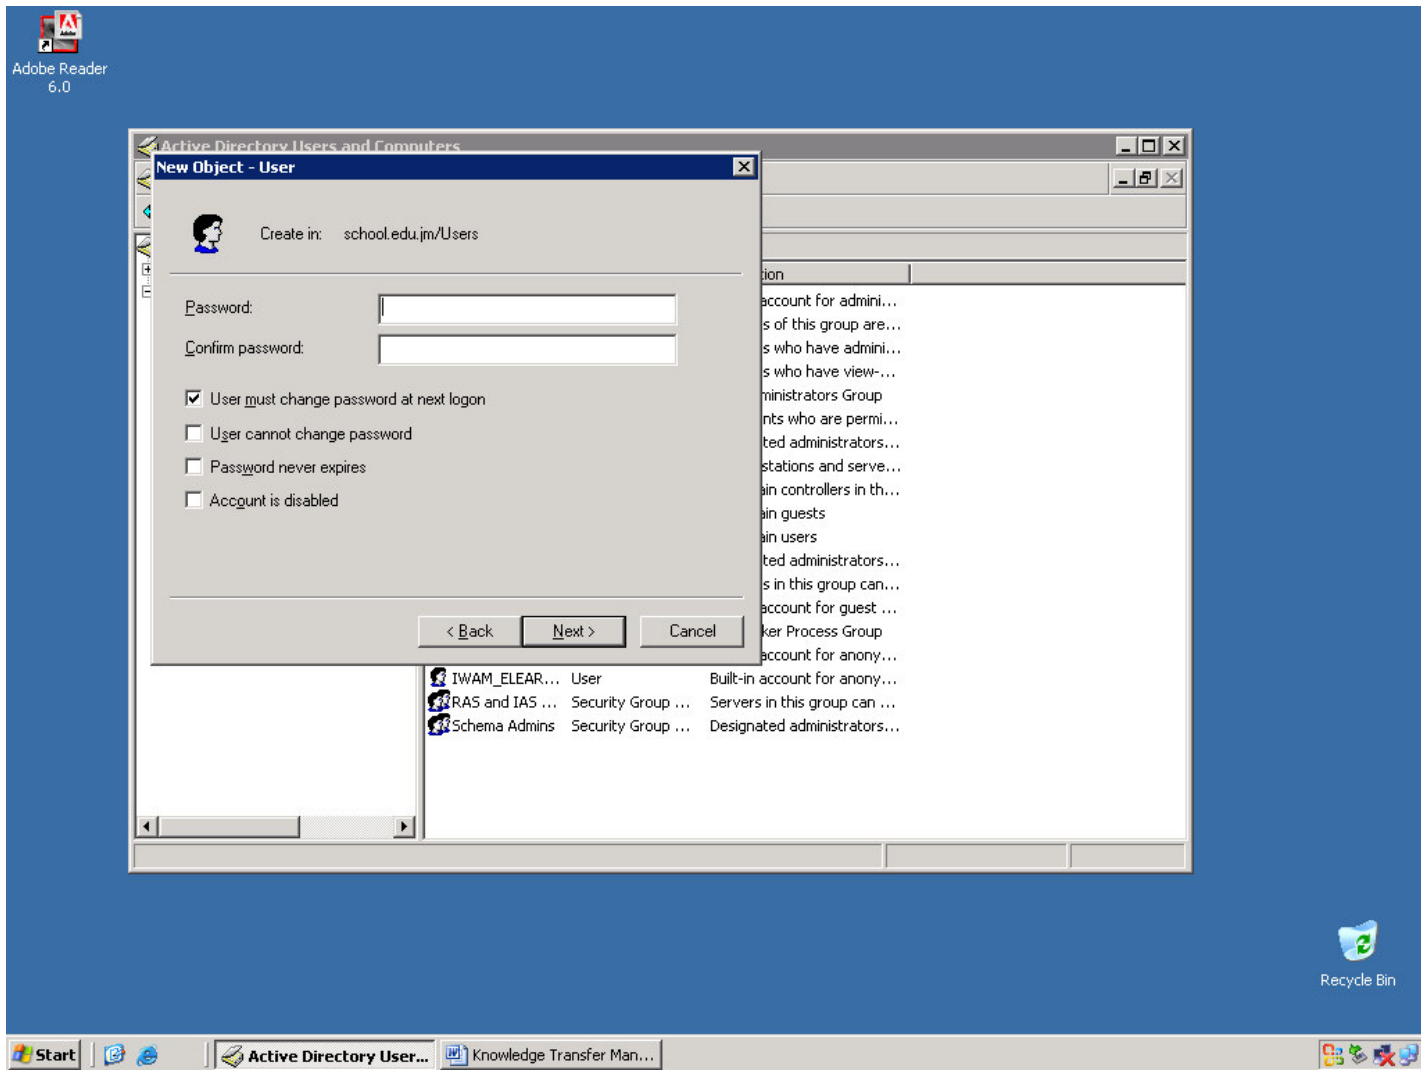 Adobe Reader
6.0
Active Directory Users and Computers
New Object - User
Create in: school.edu.jm/Users
Password:
Confirm password:
User must change password at next logon
User cannot change password
Password never expires
Account is disabled
< Back
Next >
Cancel
tion
account for admini...
s of this group are...
s who have admini...
s who have view-...
ministrators Group
nts who are permi...
ted administrators...
stations and serve...
ain controllers in th...
ain guests
ain users
ted administrators...
s in this group can...
account for guest ...
ker Process Group
account for anony...
IWAM_ELEAR... User Built-in account for anony...
RAS and IAS ... Security Group ... Servers in this group can ...
Schema Admins Security Group ... Designated administrators...
Recycle Bin
Start
Active Directory User...
Knowledge Transfer Man...